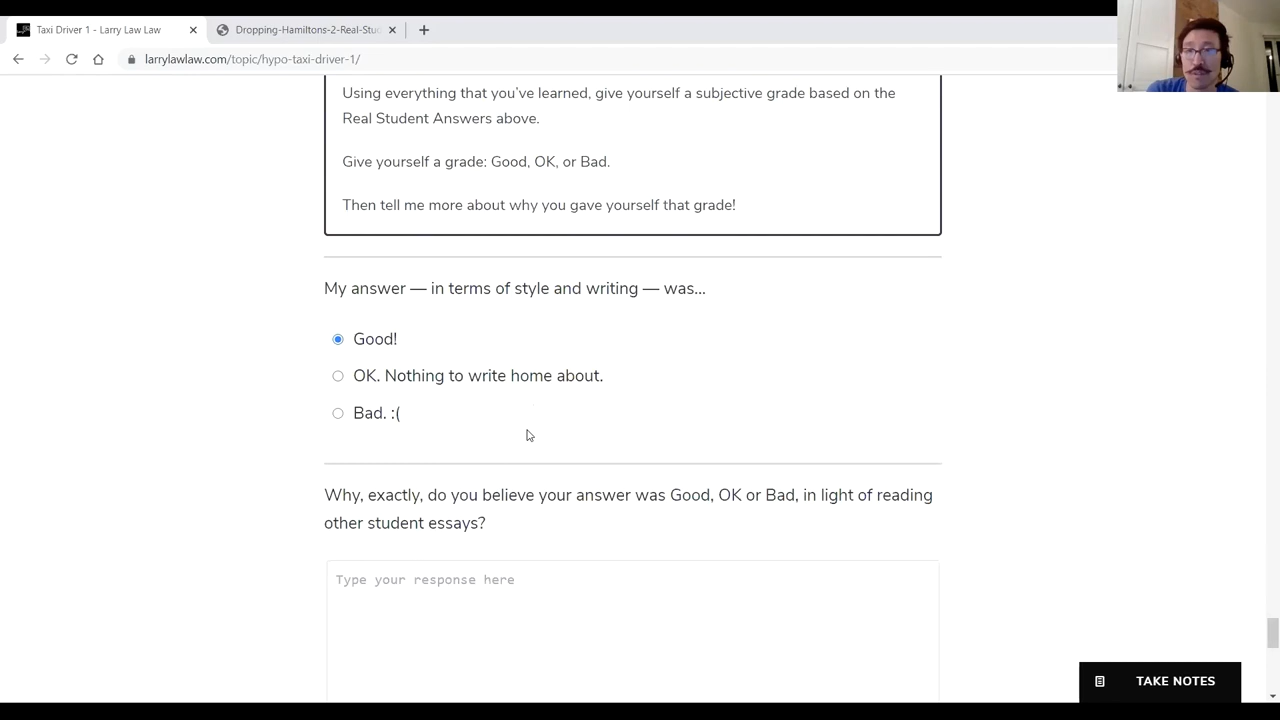 Taxi Driver 1 - Larry Law Law
Dropping-Hamiltons-2-Real-Stu
larrylawlaw.com/topic/hypo-taxi-driver-1/
Using everything that you've learned, give yourself a subjective grade based on the
Real Student Answers above.
Give yourself a grade: Good, OK, or Bad.
Then tell me more about why you gave yourself that grade!
My answer — in terms of style and writing — was...
Good!
OK. Nothing to write home about.
Bad. :(
Why, exactly, do you believe your answer was Good, OK or Bad, in light of reading
other student essays?
Type your response here
TAKE NOTES